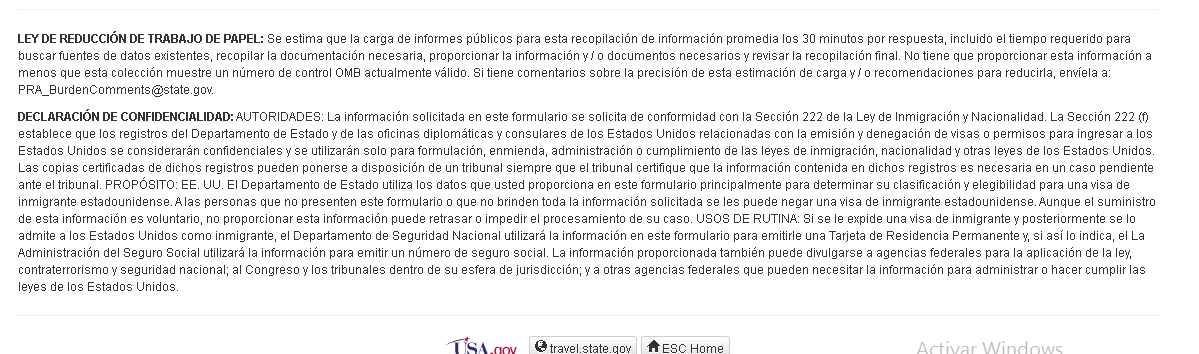 LEY DE REDUCCIÓN DE TRABAJO DE PAPEL: Se estima que la carga de informes públicos para esta recopilación de información promedia los 30 minutos por respuesta, incluido el tiempo requerido para
buscar fuentes de datos existentes, recopilar la documentación necesaria, proporcionar la información y / o documentos necesarios y revisar la recopilación final. No tiene que proporcionar esta información a
menos que esta colección muestre un número de control OMB actualmente válido. Si tiene comentarios sobre la precisión de esta estimación de carga y / o recomendaciones para reducirla, envíela a:
PRA_BurdenComments@state.gov.
DECLARACIÓN DE CONFIDENCIALIDAD: AUTORIDADES: La información solicitada en este formulario se solicita de conformidad con la Sección 222 de la Ley de Inmigración y Nacionalidad. La Sección 222 (f)
establece que los registros del Departamento de Estado y de las oficinas diplomáticas y consulares de los Estados Unidos relacionadas con la emisión y denegación de visas o permisos para ingresar a los
Estados Unidos se considerarán confidenciales y se utilizarán solo para formulación, enmienda, administración o cumplimiento de las leyes de inmigración, nacionalidad y otras leyes de los Estados Unidos.
Las copias certificadas de dichos registros pueden ponerse a disposición de un tribunal siempre que el tribunal certifique que la información contenida en dichos registros es necesaria en un caso pendiente
ante el tribunal. PROPÓSITO: EE. UU. El Departamento de Estado utiliza los datos que usted proporciona en este formulario principalmente para determinar su clasificación y elegibilidad para una visa de
inmigrante estadounidense. A las personas que no presenten este formulario o que no brinden toda la información solicitada se les puede negar una visa de inmigrante estadounidense. Aunque el suministro
de esta información es voluntario, no proporcionar esta información puede retrasar o impedir el procesamiento de su caso. USOS DE RUTINA: Si se le expide una visa de inmigrante y posteriormente se lo
admite a los Estados Unidos como inmigrante, el Departamento de Seguridad Nacional utilizará la información en este formulario para emitirle una Tarjeta de Residencia Permanente y, si así lo indica, el La
Administración del Seguro Social utilizará la información para emitir un número de seguro social. La información proporcionada también puede divulgarse a agencias federales para la aplicación de la ley,
contraterrorismo y seguridad nacional; al Congreso y los tribunales dentro de su esfera de jurisdicción; y a otras agencias federales que pueden necesitar la información para administrar o hacer cumplir las
leyes de los Estados Unidos.
USA.gov travel.state.gov ESC Home
Activar Windows